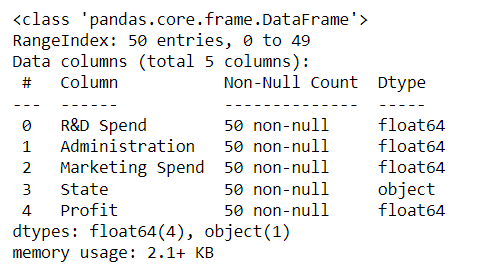 <class 'pandas.core.frame.DataFrame'>
RangeIndex: 50 entries, 0 to 49
Data columns (total 5 columns):
 #   Column           Non-Null Count  Dtype
---  ------           --------------  -----
 0   R&D Spend        50 non-null     float64
 1   Administration   50 non-null     float64
 2   Marketing Spend  50 non-null     float64
 3   State            50 non-null     object
 4   Profit           50 non-null     float64
dtypes: float64(4), object(1)
memory usage: 2.1+ KB